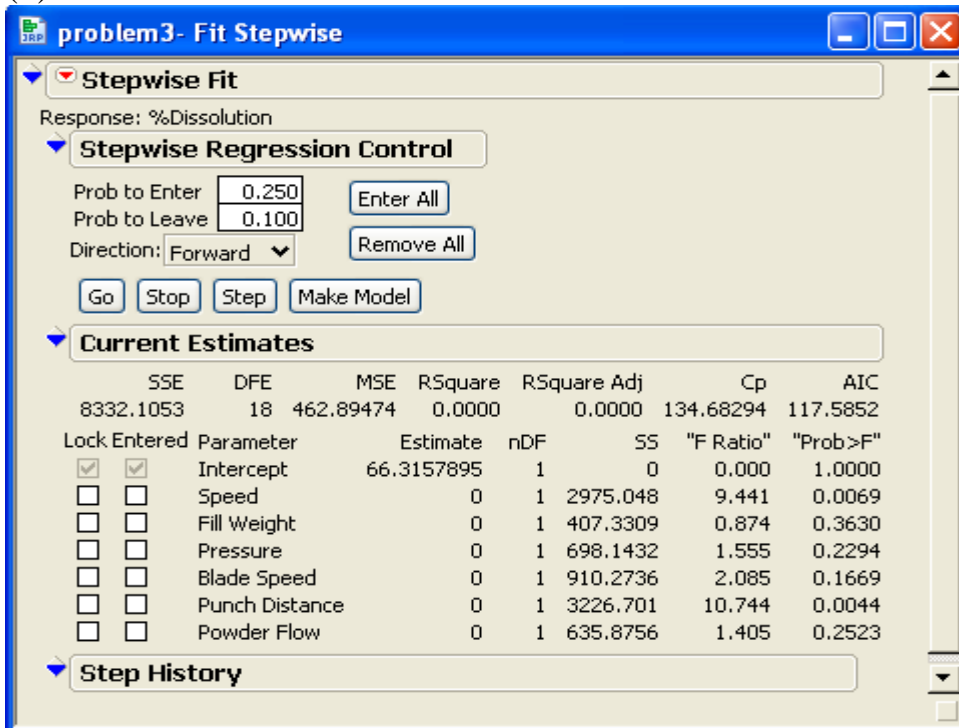 problem3- Fit Stepwise
Stepwise Fit
Response: %Dissolution
Stepwise Regression Control
Prob to Enter 0.250
Prob to Leave 0.100
Direction: Forward
Enter All
Remove All
Go Stop Step Make Model
Current Estimates
SSE DFE MSE RSquare RSquare Adj Cp AIC
8332.1053 18 462.89474 0.0000 0.0000 134.68294 117.5852
Lock Entered Parameter Estimate nDF SS "F Ratio" "Prob>F"
Intercept 66.3157895 1 0 0.000 1.0000
Speed 0 1 2975.048 9.441 0.0069
Fill Weight 0 1 407.3309 0.874 0.3630
Pressure 0 1 698.1432 1.555 0.2294
Blade Speed 0 1 910.2736 2.085 0.1669
Punch Distance 0 1 3226.701 10.744 0.0044
Powder Flow 0 1 635.8756 1.405 0.2523
Step History